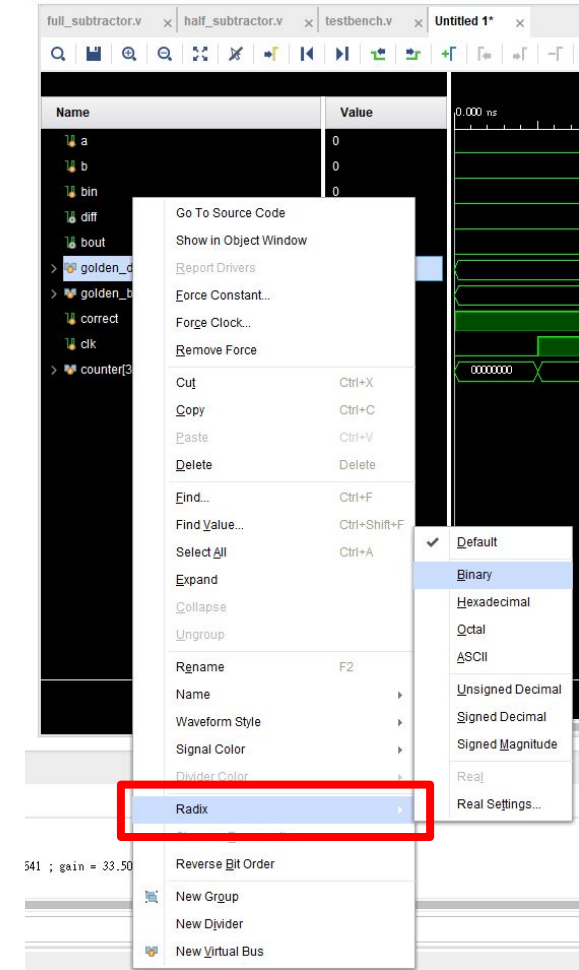 full_subtractor.v × half_subtractor.v × testbench.v × Untitled 1* ×
Name Value 0.000 ns
a 0
b 0
bin 0
diff
bout
golden_d
golden_b
correct
clk
counter[3 00000000
Go To Source Code
Show in Object Window
Report Drivers
Force Constant...
Force Clock...
Remove Force
Cut Ctrl+X
Copy Ctrl+C
Paste Ctrl+V
Delete Delete
Find... Ctrl+F
Find Value... Ctrl+Shift+F
Select All Ctrl+A
Expand
Collapse
Ungroup
Rename F2
Name
Waveform Style
Signal Color
Divider Color
Radix
Reverse Bit Order
New Group
New Divider
New Virtual Bus
Default
Binary
Hexadecimal
Octal
ASCII
Unsigned Decimal
Signed Decimal
Signed Magnitude
Real
Real Settings...
541 ; gain = 33.50